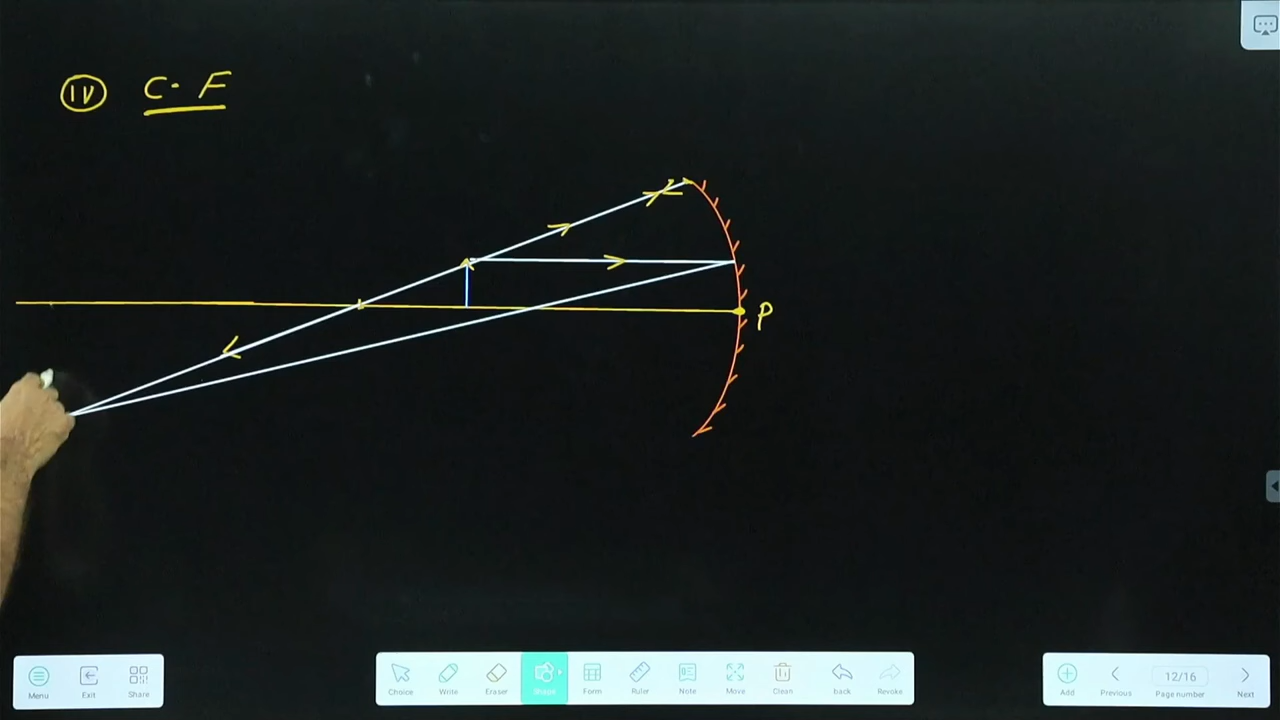 IV C. F
P
Menu Exit Share Choice Write Eraser Shape Form Ruler Note Move Clean back Revoke Add Previous 12/16 Page number Next